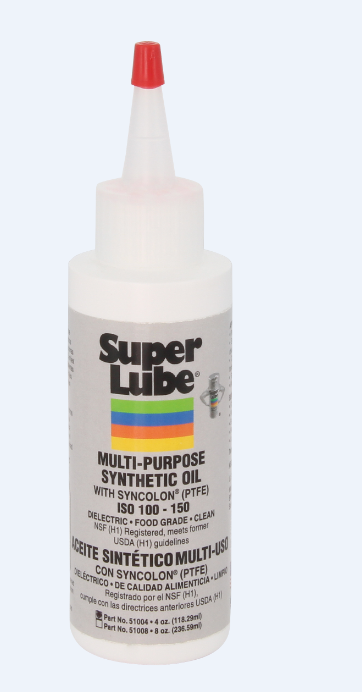 Super
Lube®
MULTI-PURPOSE
SYNTHETIC OIL
WITH SYNCOLON® (PTFE)
ISO 100 - 150
DIELECTRIC • FOOD GRADE • CLEAN
NSF (H1) Registered, meets former
USDA (H1) guidelines
ACEITE SINTÉTICO MULTI-USO
CON SYNCOLON® (PTFE)
DIELÉCTRICO • DE CALIDAD ALIMENTICIA • LIMPIO
Registrado por el NSF (H1),
cumple con las directrices anteriores USDA (H1)
Part No. 51004 • 4 oz. (118.29ml)
Part No. 51008 • 8 oz. (236.59ml)